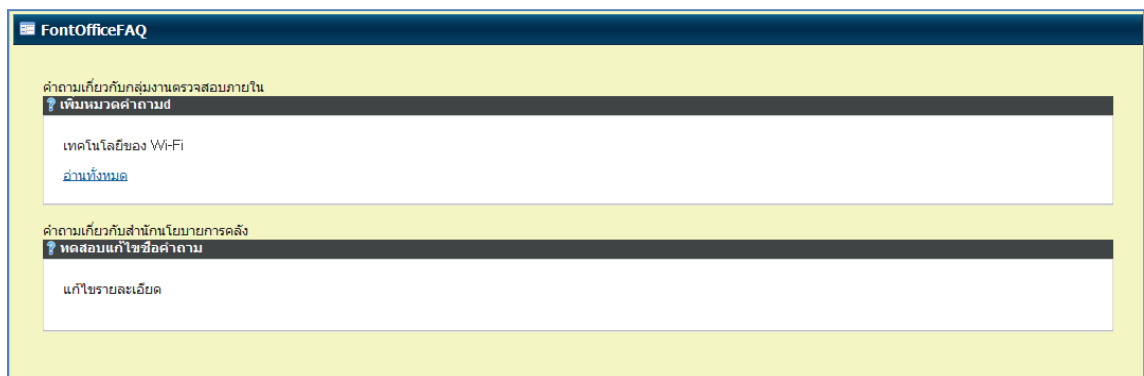 FontOfficeFAQ
คำถามเกี่ยวกับกลุ่มงานตรวจสอบภายใน
เพิ่มหมวดคำถามd
เทคโนโลยีของ Wi-Fi
อ่านทั้งหมด
คำถามเกี่ยวกับสำนักนโยบายการคลัง
ทดสอบแก้ไขชื่อคำถาม
แก้ไขรายละเอียด